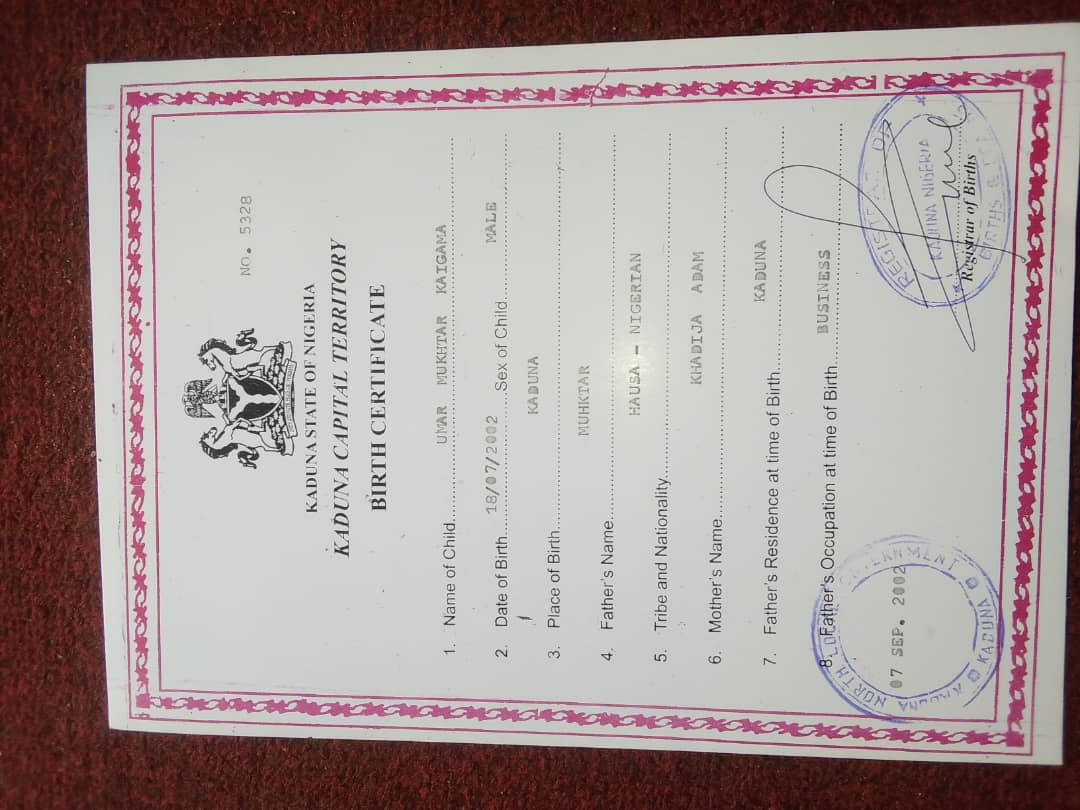 NO. 5328
KADUNA STATE OF NIGERIA
KADUNA CAPITAL TERRITORY
BIRTH CERTIFICATE
1. Name of Child UMAR MUKHTAR KAIGAMA
2. Date of Birth 18/07/2002 Sex of Child MALE
3. Place of Birth KADUNA
4. Father's Name MUHKTAR
5. Tribe and Nationality HAUSA - NIGERIAN
6. Mother's Name KHADIJA ADAM
7. Father's Residence at time of Birth KADUNA
8. Father's Occupation at time of Birth BUSINESS
KADUNA NORTH LOCAL GOVERNMENT
07 SEP. 2002
KADUNA
REGISTRAR OF
NIGERIA
BIRTHS &
Registrar of Births